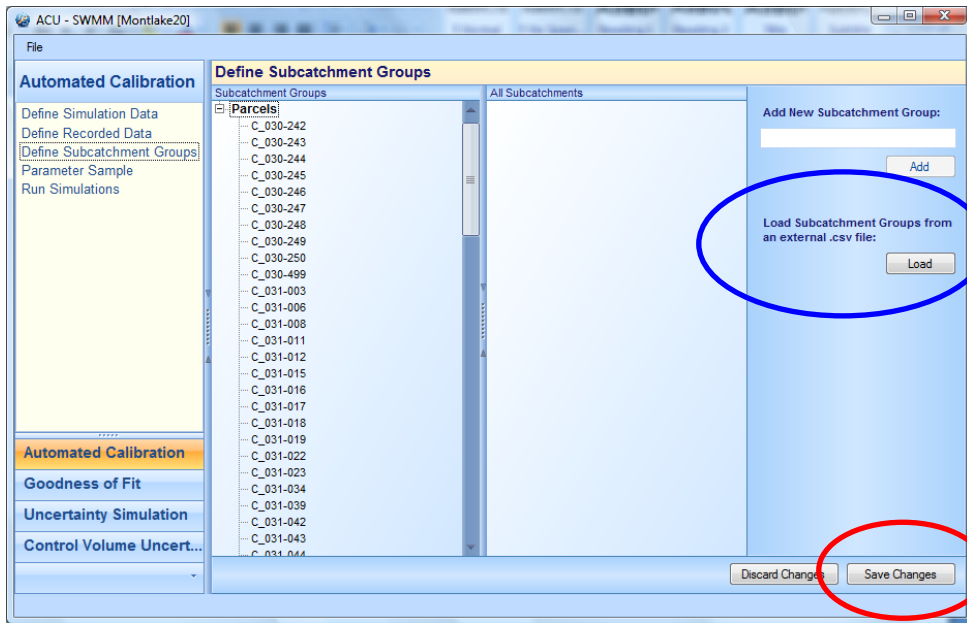 ACU - SWMM [Montlake20]
File
Automated Calibration
Define Simulation Data
Define Recorded Data
Define Subcatchment Groups
Parameter Sample
Run Simulations
Automated Calibration
Goodness of Fit
Uncertainty Simulation
Control Volume Uncert...
Define Subcatchment Groups
Subcatchment Groups
Parcels
C_030-242
C_030-243
C_030-244
C_030-245
C_030-246
C_030-247
C_030-248
C_030-249
C_030-250
C_030-499
C_031-003
C_031-006
C_031-008
C_031-011
C_031-012
C_031-015
C_031-016
C_031-017
C_031-018
C_031-019
C_031-022
C_031-023
C_031-034
C_031-039
C_031-042
C_031-043
C_031-044
All Subcatchments
Add New Subcatchment Group:
Add
Load Subcatchment Groups from
an external .csv file:
Load
Discard Changes
Save Changes